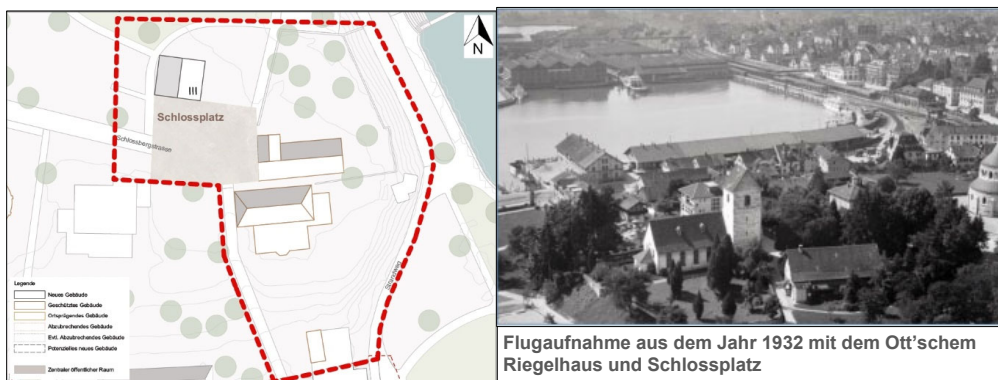 N
III
Schlossplatz
Schlossbergstrasse
Legende
Neues Gebäude
Geschütztes Gebäude
Ortsprägendes Gebäude
Abzubrechendes Gebäude
Evtl. Abzubrechendes Gebäude
Potenzielles neues Gebäude
Zentraler öffentlicher Raum
Flugaufnahme aus dem Jahr 1932 mit dem Ott'schem
Riegelhaus und Schlossplatz